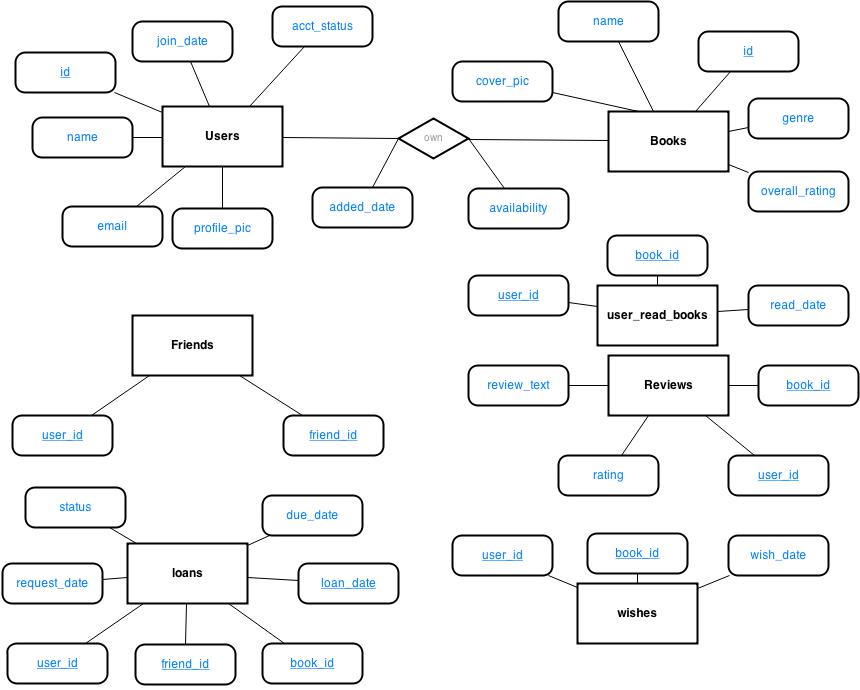 name
acct_status
join_date
id
id
cover_pic
genre
Users
name
own
Books
overall_rating
added_date
availability
email
profile_pic
book_id
user_id
read_date
user_read_books
Friends
review_text
Reviews
book_id
user_id
friend_id
rating
user_id
status
due_date
user_id
book_id
wish_date
loans
request_date
loan_date
wishes
user_id
friend_id
book_id